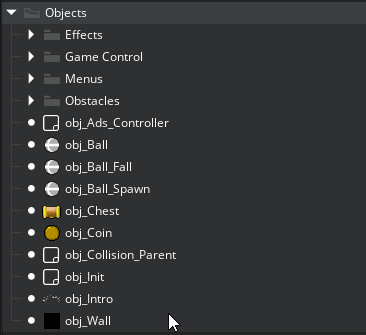 Objects
Effects
Game Control
Menus
Obstacles
obj_Ads_Controller
obj_Ball
obj_Ball_Fall
obj_Ball_Spawn
obj_Chest
obj_Coin
obj_Collision_Parent
obj_Init
obj_Intro
obj_Wall